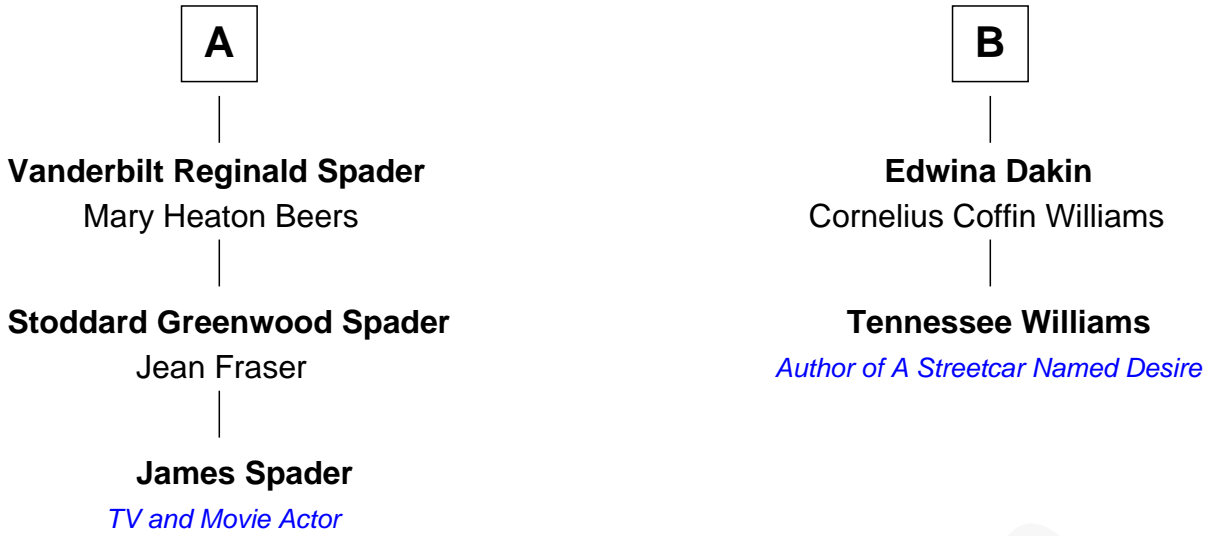 A
Vanderbilt Reginald Spader
Mary Heaton Beers
Stoddard Greenwood Spader
Jean Fraser
James Spader
TV and Movie Actor
B
Edwina Dakin
Cornelius Coffin Williams
Tennessee Williams
Author of A Streetcar Named Desire